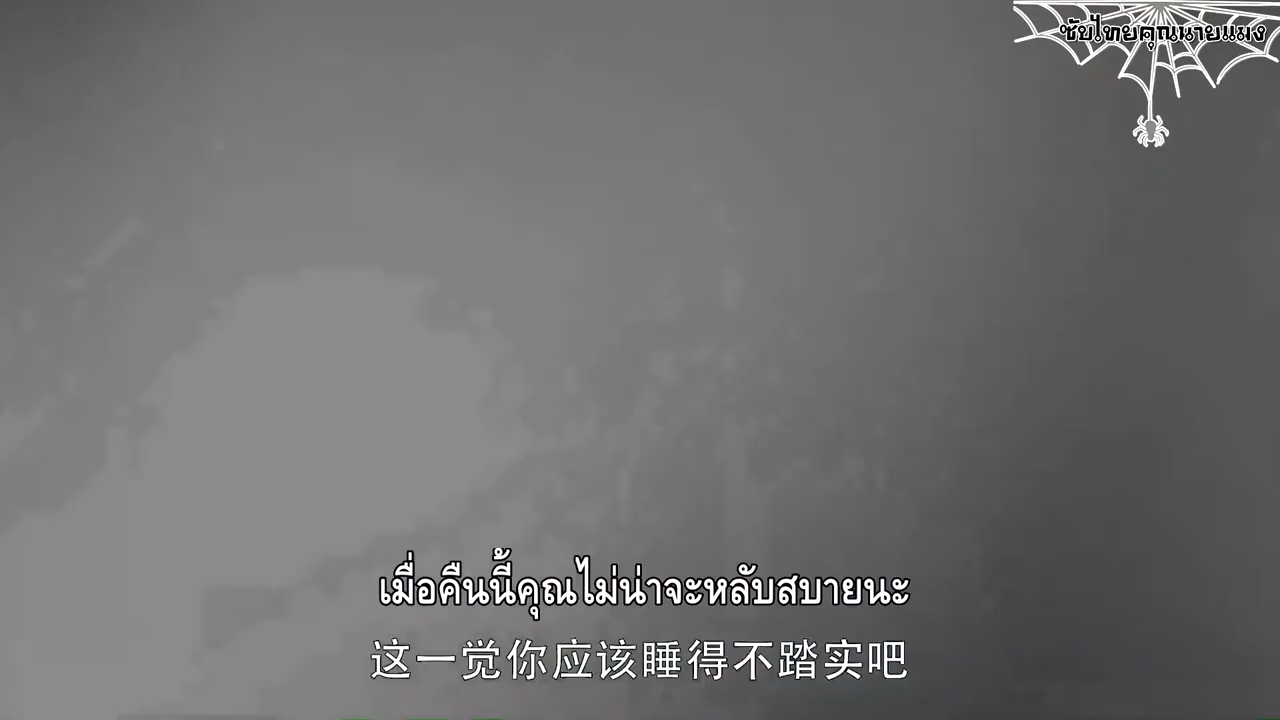 ซับไทยคุณนายแมง
เมื่อคืนนี้คุณไม่น่าจะหลับสบายนะ
这一觉你应该睡得不踏实吧